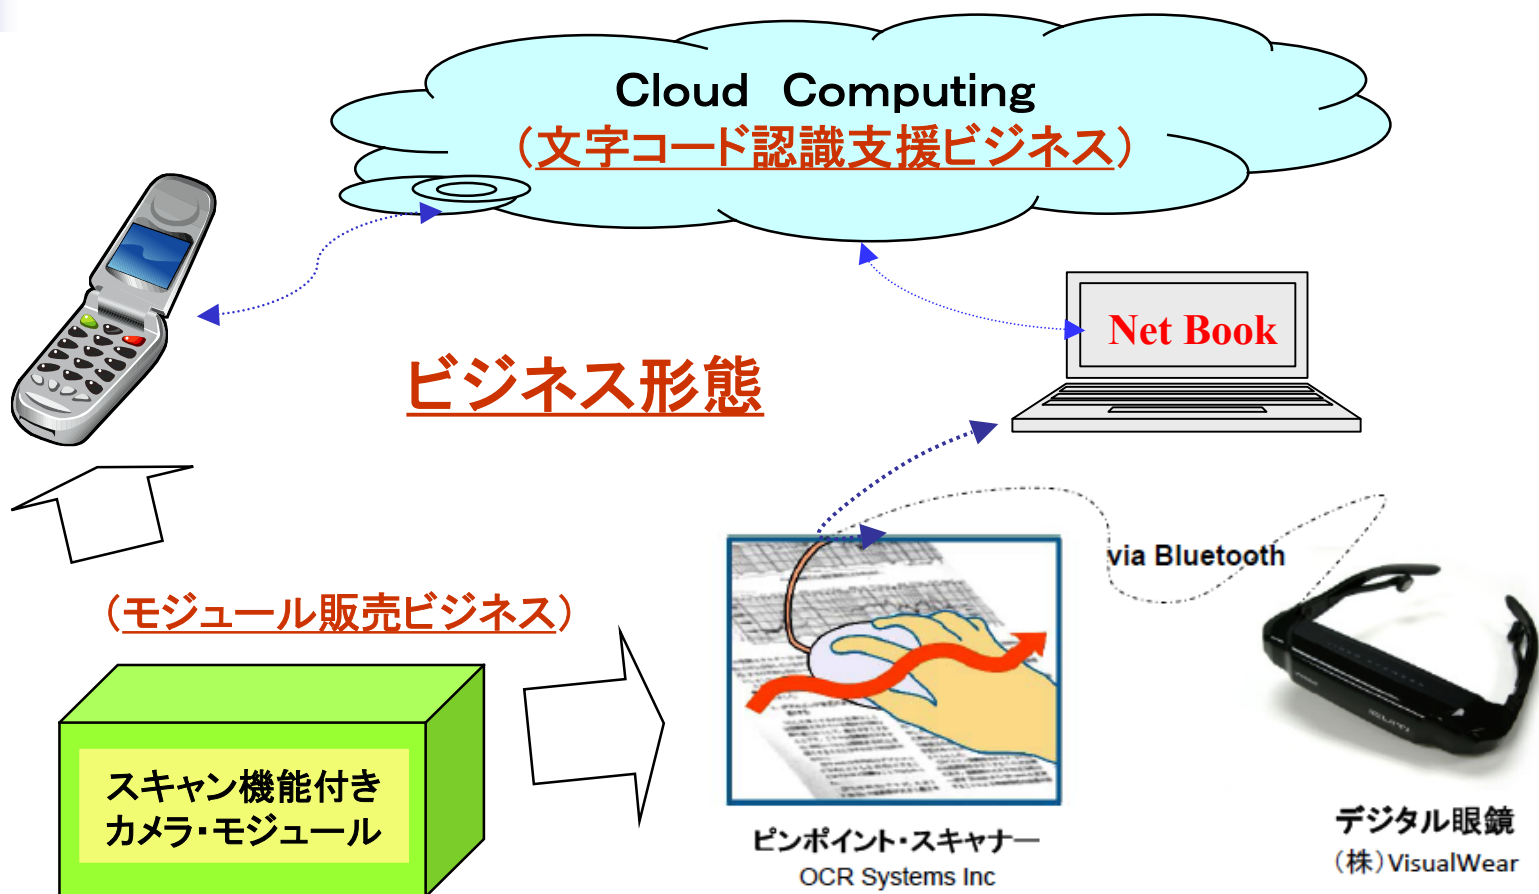 Cloud Computing
（文字コード認識支援ビジネス）
Net Book
ビジネス形態
via Bluetooth
（モジュール販売ビジネス）
スキャン機能付き
カメラ・モジュール
ピンポイント・スキャナー
OCR Systems Inc
デジタル眼鏡
（株）VisualWear